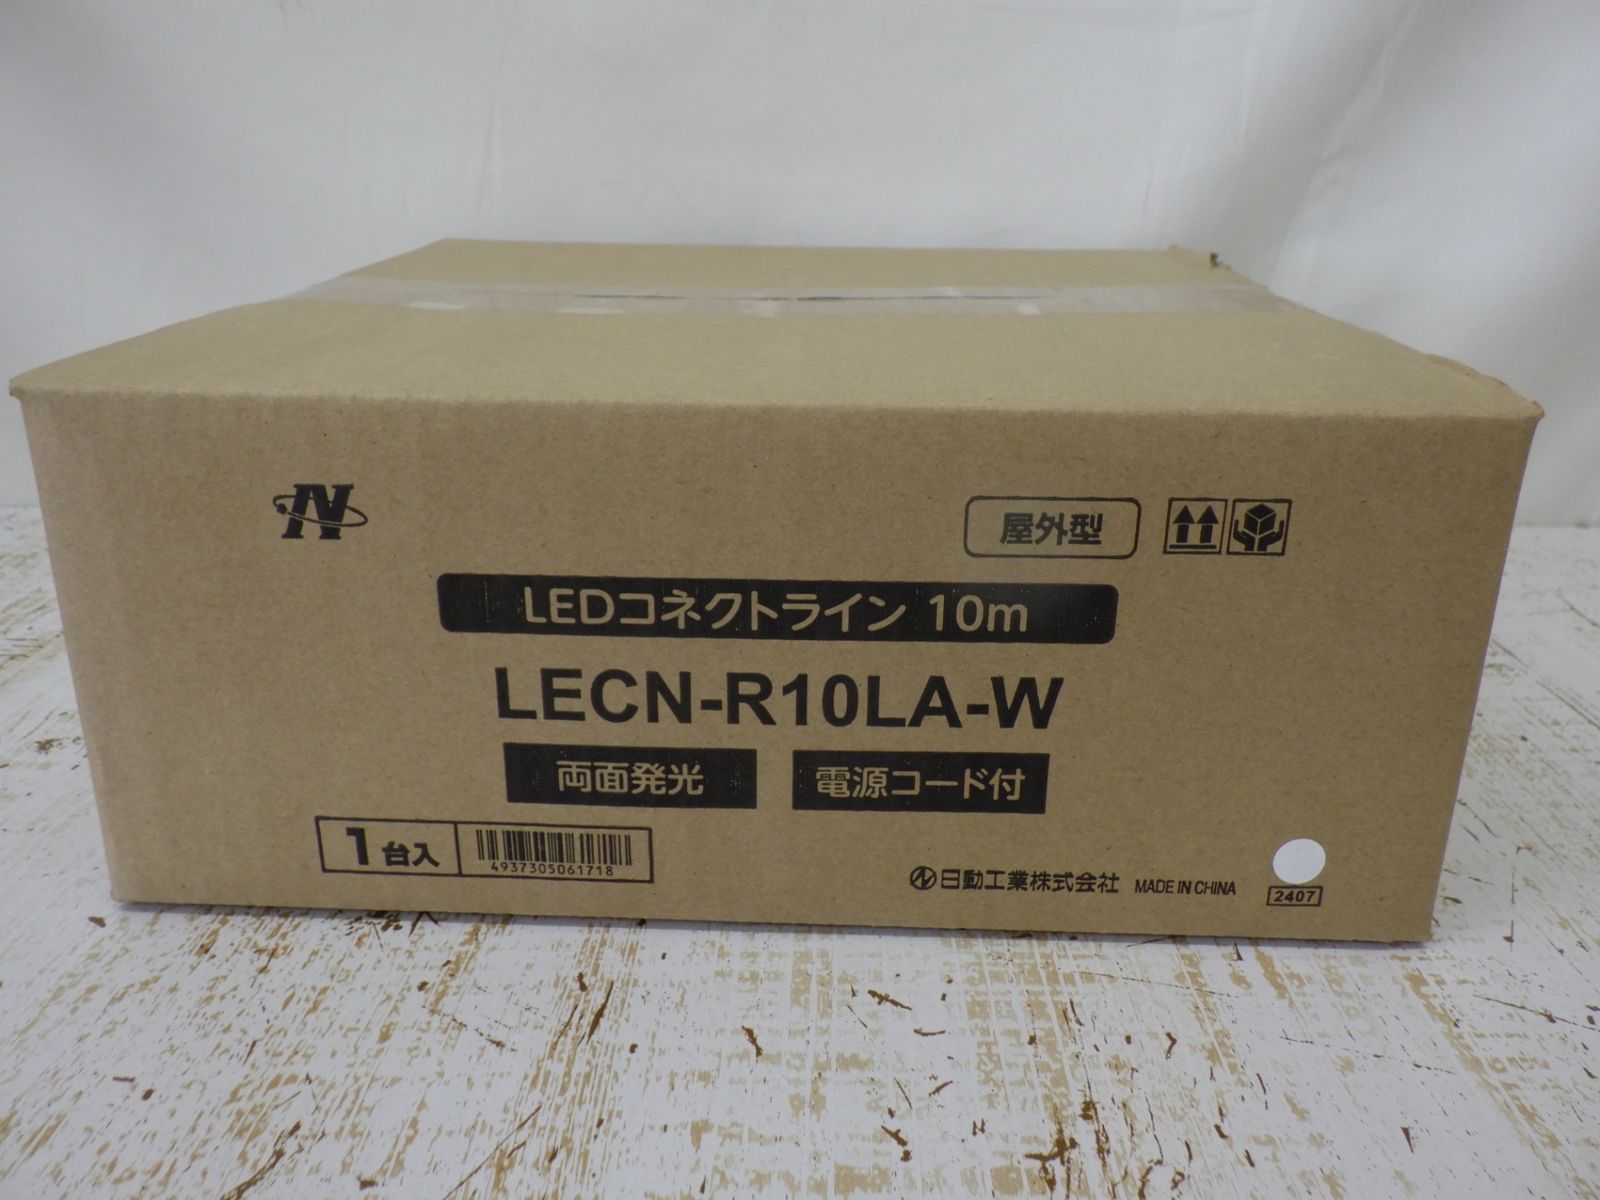 N
屋外型
LEDコネクトライン 10m
LECN-R10LA-W
両面発光 電源コード付
1台入 4937305061718
日動工業株式会社 MADE IN CHINA 2407